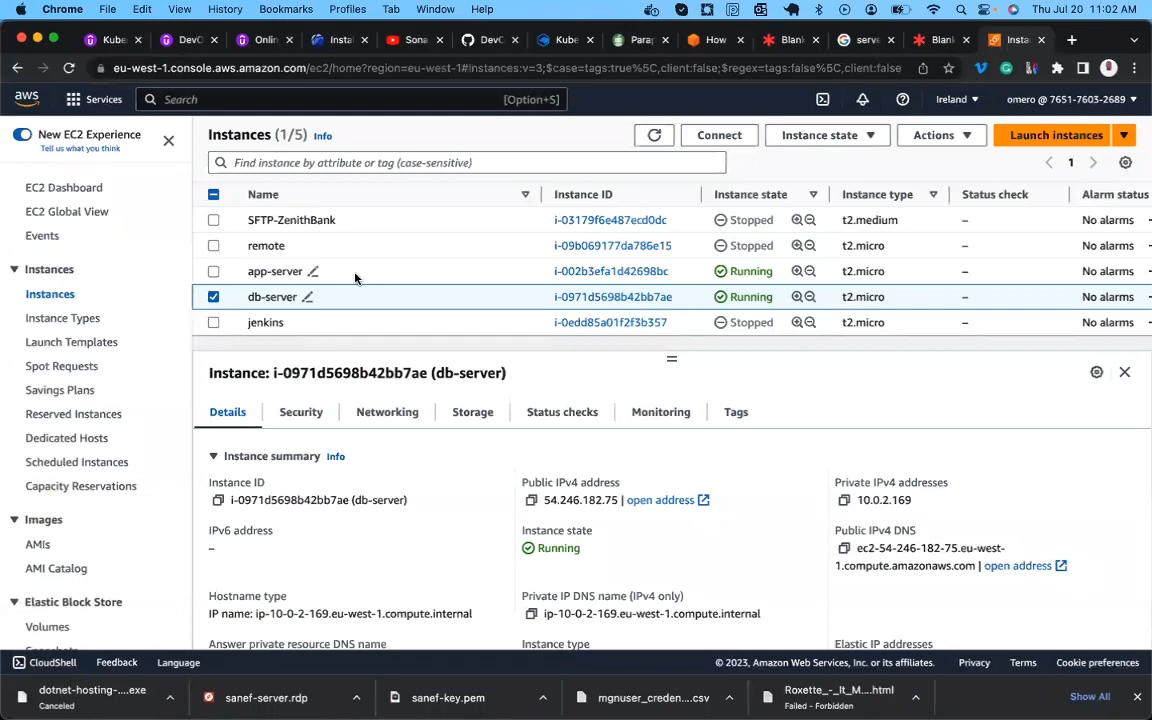 Chrome File Edit View History Bookmarks Profiles Tab Window Help Thu Jul 20 11:02 AM
Kube DevC Onlin Insta Sona DevC Kube Para How Blank serve Blank Insta
eu-west-1.console.aws.amazon.com/ec2/home?region=eu-west-1#Instances:v=3;$case=tags:true%5C,client:false;$regex=tags:false%5C,client:false
aws Services Search [Option+S] Ireland omero @ 7651-7603-2689
New EC2 Experience
Tell us what you think
EC2 Dashboard
EC2 Global View
Events
Instances
Instances
Instance Types
Launch Templates
Spot Requests
Savings Plans
Reserved Instances
Dedicated Hosts
Scheduled Instances
Capacity Reservations
Images
AMIs
AMI Catalog
Elastic Block Store
Volumes
Instances (1/5) Info Connect Instance state Actions Launch instances
Find instance by attribute or tag (case-sensitive) 1
Name Instance ID Instance state Instance type Status check Alarm status
SFTP-ZenithBank i-03179f6e487ecd0dc Stopped t2.medium – No alarms
remote i-09b069177da786e15 Stopped t2.micro – No alarms
app-server i-002b3efa1d42698bc Running t2.micro – No alarms
db-server i-0971d5698b42bb7ae Running t2.micro – No alarms
jenkins i-0edd85a01f2f3b357 Stopped t2.micro – No alarms
Instance: i-0971d5698b42bb7ae (db-server)
Details Security Networking Storage Status checks Monitoring Tags
Instance summary Info
Instance ID
i-0971d5698b42bb7ae (db-server)
Public IPv4 address
54.246.182.75 | open address
Private IPv4 addresses
10.0.2.169
IPv6 address
–
Instance state
Running
Public IPv4 DNS
ec2-54-246-182-75.eu-west-
1.compute.amazonaws.com | open address
Hostname type
IP name: ip-10-0-2-169.eu-west-1.compute.internal
Private IP DNS name (IPv4 only)
ip-10-0-2-169.eu-west-1.compute.internal
Answer private resource DNS name
Instance type
Elastic IP addresses
CloudShell Feedback Language © 2023, Amazon Web Services, Inc. or its affiliates. Privacy Terms Cookie preferences
dotnet-hosting-....exe
Canceled
sanef-server.rdp
sanef-key.pem
mgnuser_creden....csv
Roxette_-_It_M....html
Failed - Forbidden
Show All